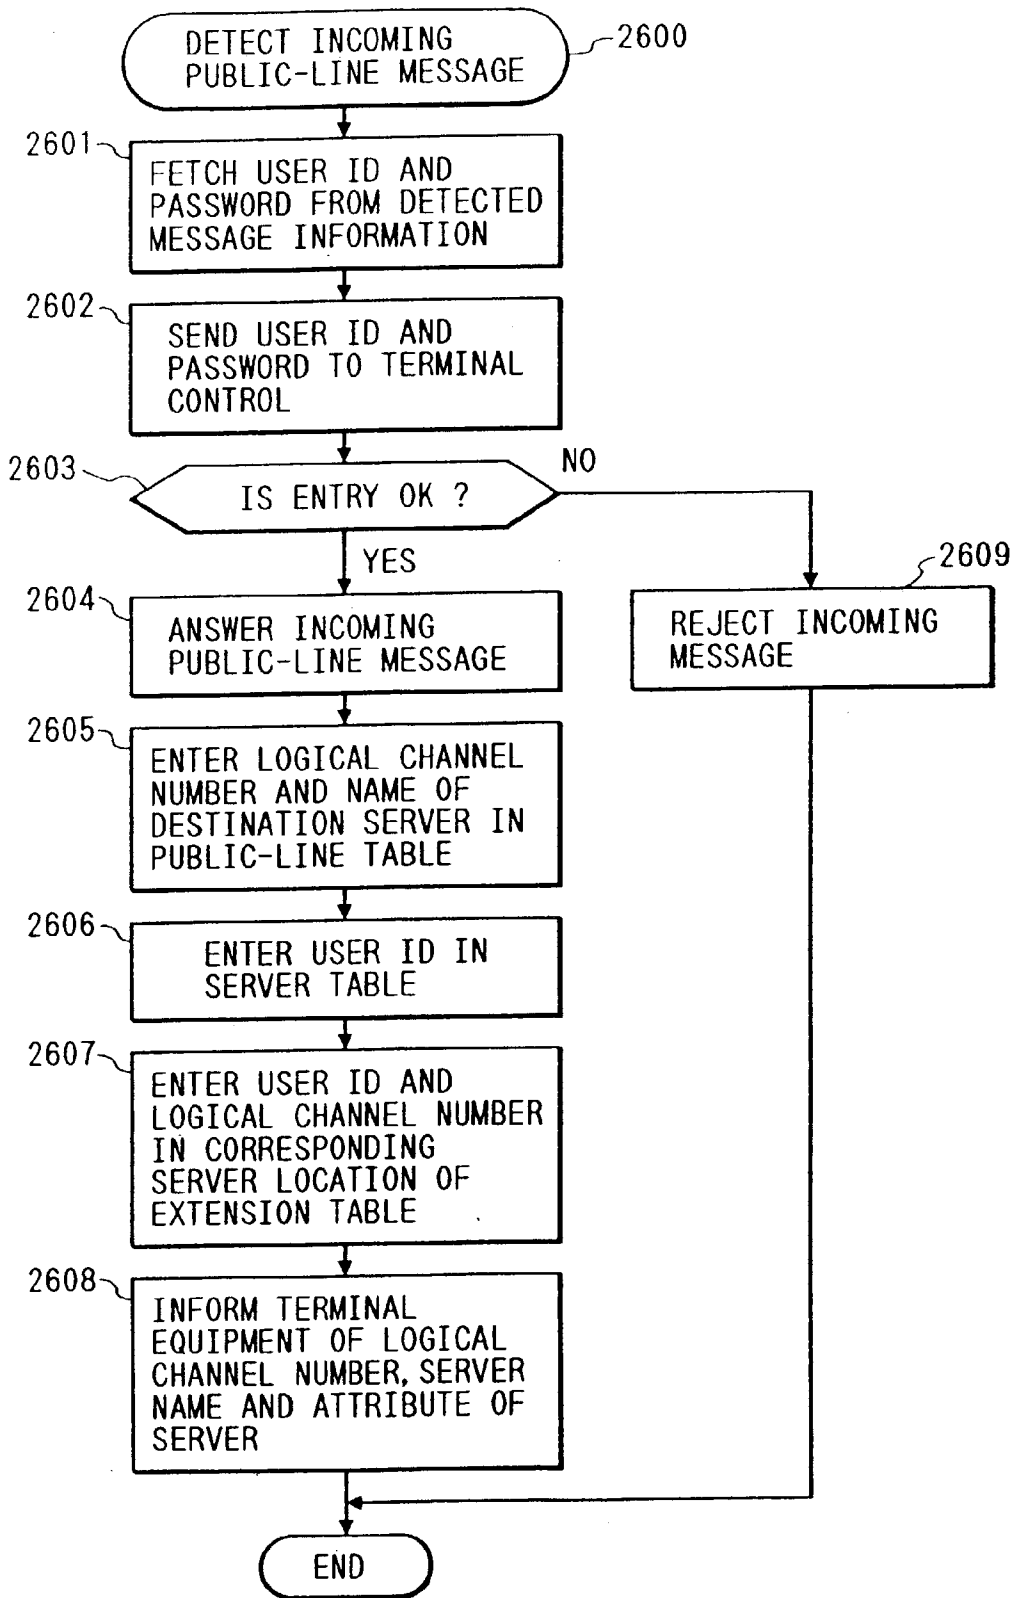 DETECT INCOMING
PUBLIC-LINE MESSAGE
2600
2601
FETCH USER ID AND
PASSWORD FROM DETECTED
MESSAGE INFORMATION
2602
SEND USER ID AND
PASSWORD TO TERMINAL
CONTROL
2603
IS ENTRY OK ?
NO
YES
2604
ANSWER INCOMING
PUBLIC-LINE MESSAGE
2609
REJECT INCOMING
MESSAGE
2605
ENTER LOGICAL CHANNEL
NUMBER AND NAME OF
DESTINATION SERVER IN
PUBLIC-LINE TABLE
2606
ENTER USER ID IN
SERVER TABLE
2607
ENTER USER ID AND
LOGICAL CHANNEL NUMBER
IN CORRESPONDING
SERVER LOCATION OF
EXTENSION TABLE
2608
INFORM TERMINAL
EQUIPMENT OF LOGICAL
CHANNEL NUMBER, SERVER
NAME AND ATTRIBUTE OF
SERVER
END